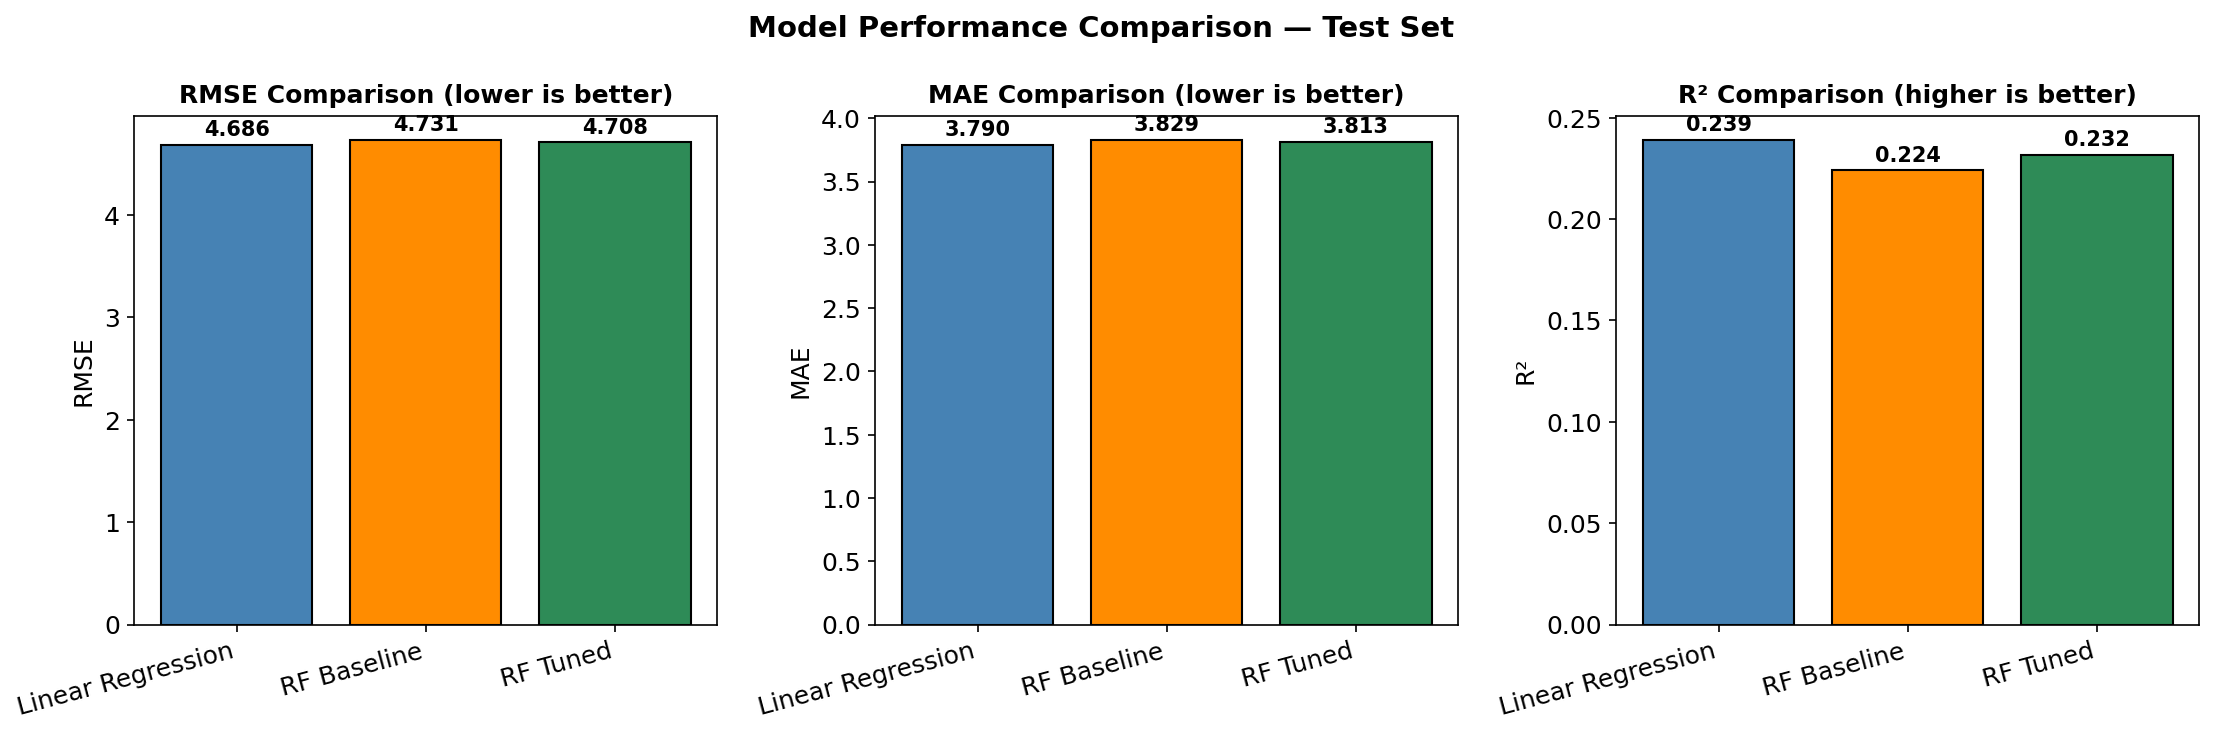 Model Performance Comparison — Test Set
RMSE Comparison (lower is better)
4.686
4.731
4.708
4
3
2
1
0
RMSE
Linear Regression
RF Baseline
RF Tuned
MAE Comparison (lower is better)
3.790
3.829
3.813
4.0
3.5
3.0
2.5
2.0
1.5
1.0
0.5
0.0
MAE
Linear Regression
RF Baseline
RF Tuned
R² Comparison (higher is better)
0.239
0.224
0.232
0.25
0.20
0.15
0.10
0.05
0.00
R²
Linear Regression
RF Baseline
RF Tuned